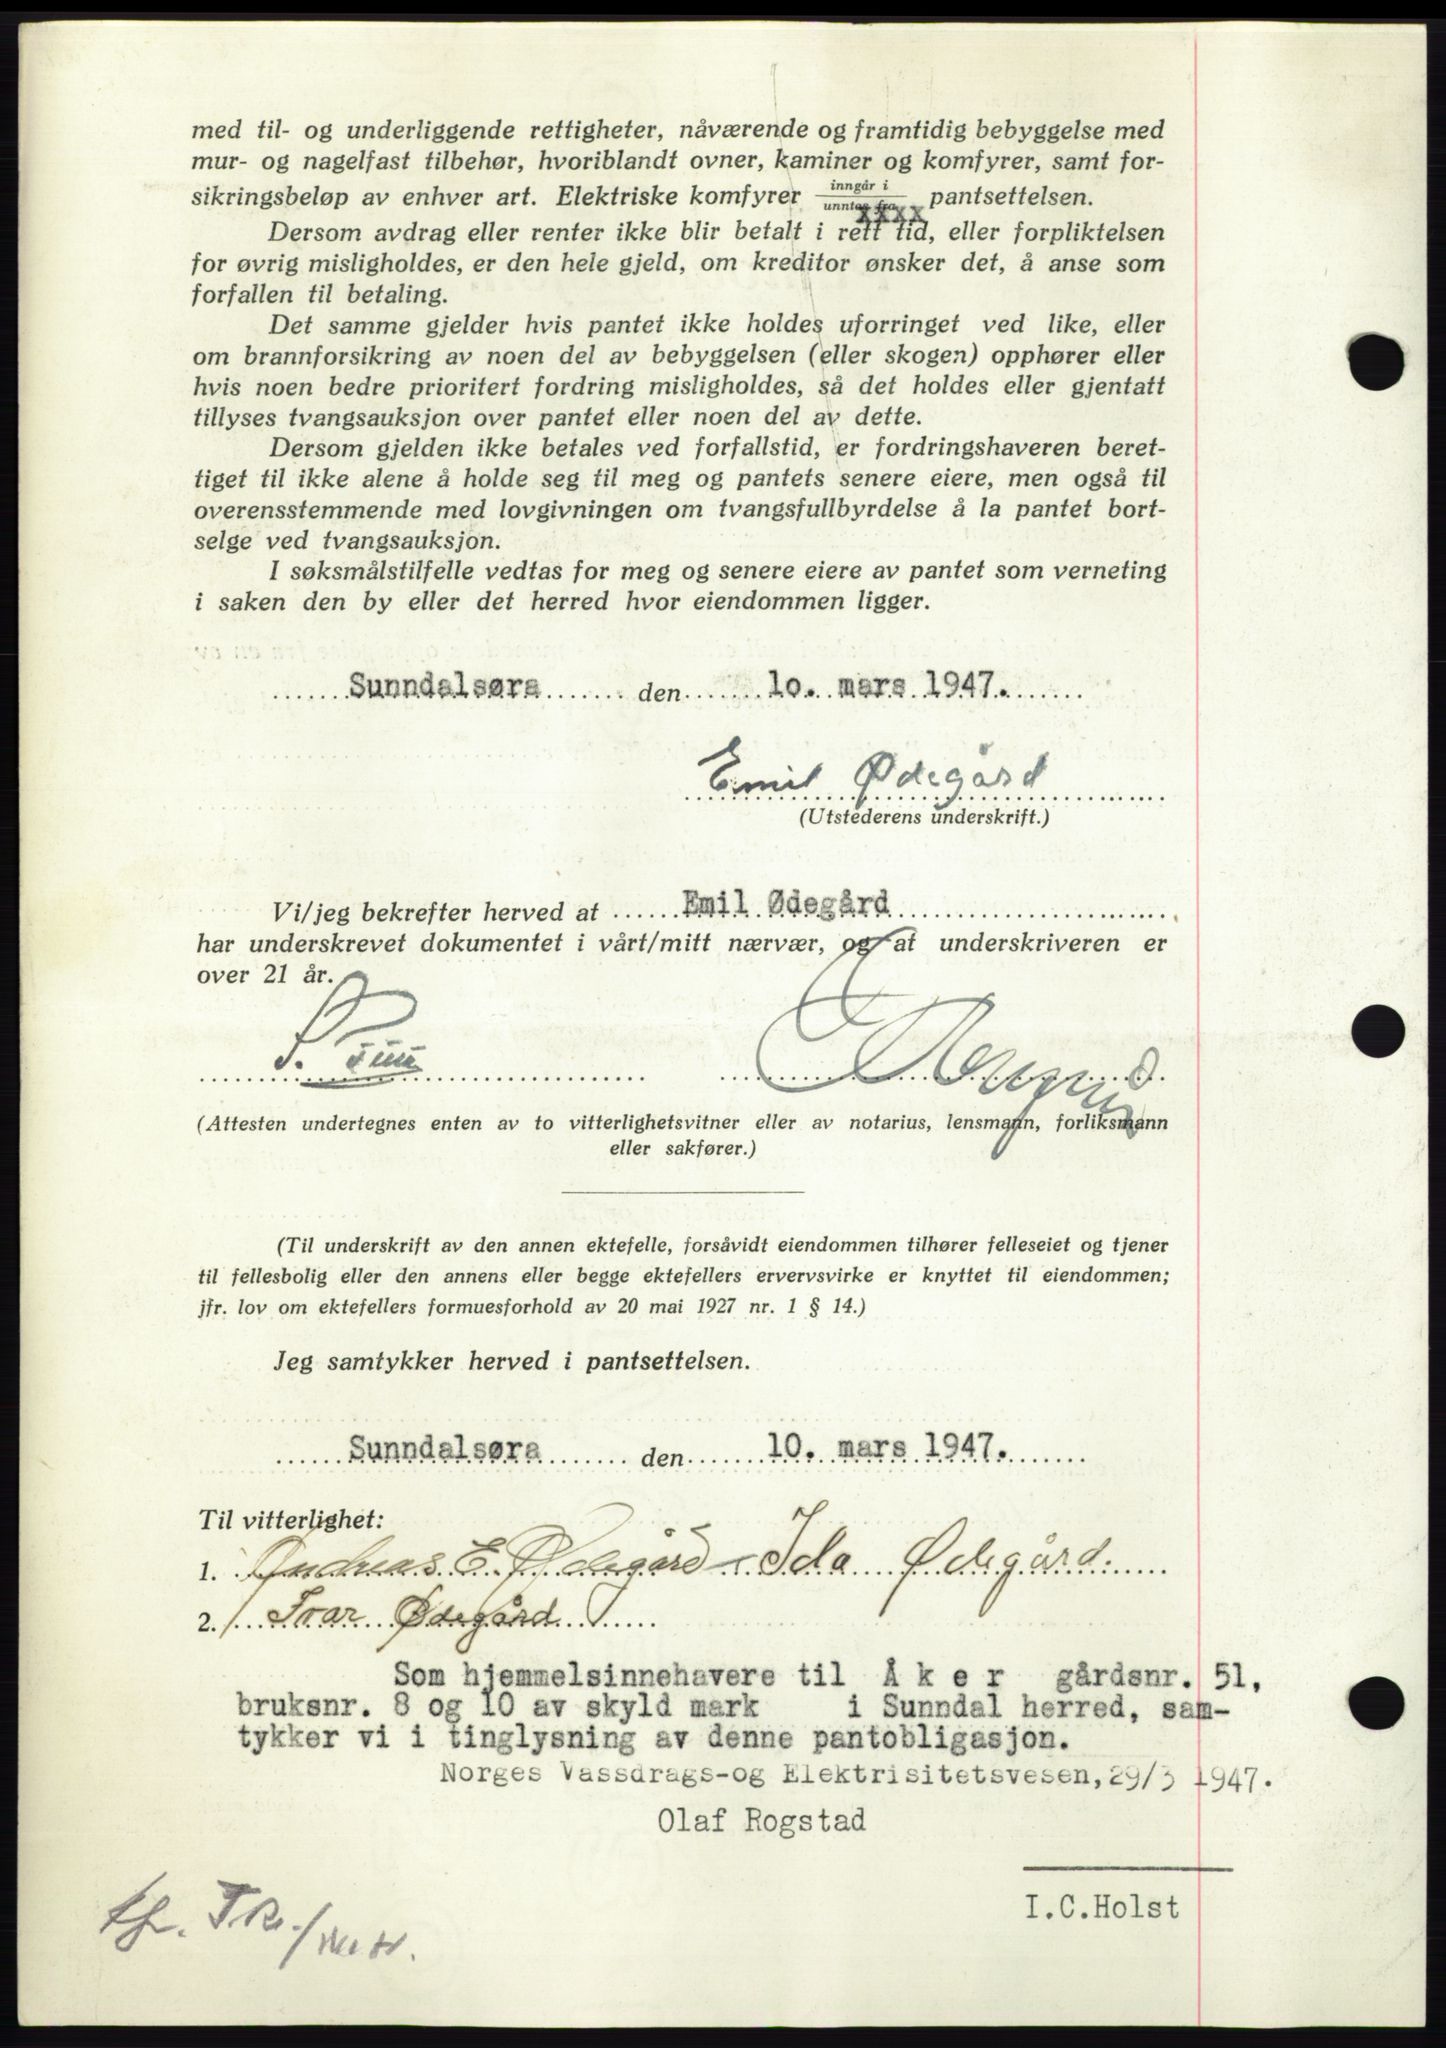 med til- og underliggende rettigheter, nåværende og framtidig bebyggelse med
mur- og nagelfast tilbehør, hvoriblandt ovner, kaminer og komfyrer, samt for-
sikringsbeløp av enhver art. Elektriske komfyrer inngår i / unntas fra pantsettelsen.
xxxx
Dersom avdrag eller renter ikke blir betalt i rett tid, eller forpliktelsen
for øvrig misligholdes, er den hele gjeld, om kreditor ønsker det, å anse som
forfallen til betaling.
Det samme gjelder hvis pantet ikke holdes uforringet ved like, eller
om brannforsikring av noen del av bebyggelsen (eller skogen) opphører eller
hvis noen bedre prioritert fordring misligholdes, så det holdes eller gjentatt
tillyses tvangsauksjon over pantet eller noen del av dette.
Dersom gjelden ikke betales ved forfallstid, er fordringshaveren beret-
tiget til ikke alene å holde seg til meg og pantets senere eiere, men også til
overensstemmende med lovgivningen om tvangsfullbyrdelse å la pantet bort-
selge ved tvangsauksjon.
I søksmålstilfelle vedtas for meg og senere eiere av pantet som verneting
i saken den by eller det herred hvor eiendommen ligger.
Sunndalsøra den 10. mars 1947.
Emil Ødegård
(Utstederens underskrift.)
Vi/jeg bekrefter herved at Emil Ødegård
har underskrevet dokumentet i vårt/mitt nærvær, og at underskriveren er
over 21 år.
(Attesten undertegnes enten av to vitterlighetsvitner eller av notarius, lensmann, forliksmann
eller sakfører.)
(Til underskrift av den annen ektefelle, forsåvidt eiendommen tilhører felleseiet og tjener
til fellesbolig eller den annens eller begge ektefellers ervervsvirke er knyttet til eiendommen;
jfr. lov om ektefellers formuesforhold av 20 mai 1927 nr. 1 § 14.)
Jeg samtykker herved i pantsettelsen.
Sunndalsøra den 10. mars 1947.
Til vitterlighet:
1. Andreas E. Ødegård Ida Ødegård.
2. Ivar Ødegård
Som hjemmelsinnehavere til Åker gårdsnr. 51,
bruksnr. 8 og 10 av skyld mark i Sunndal herred, sam-
tykker vi i tinglysning av denne pantobligasjon.
Norges Vassdrags-og Elektrisitetsvesen, 29/3 1947.
Olaf Rogstad
I.C.Holst